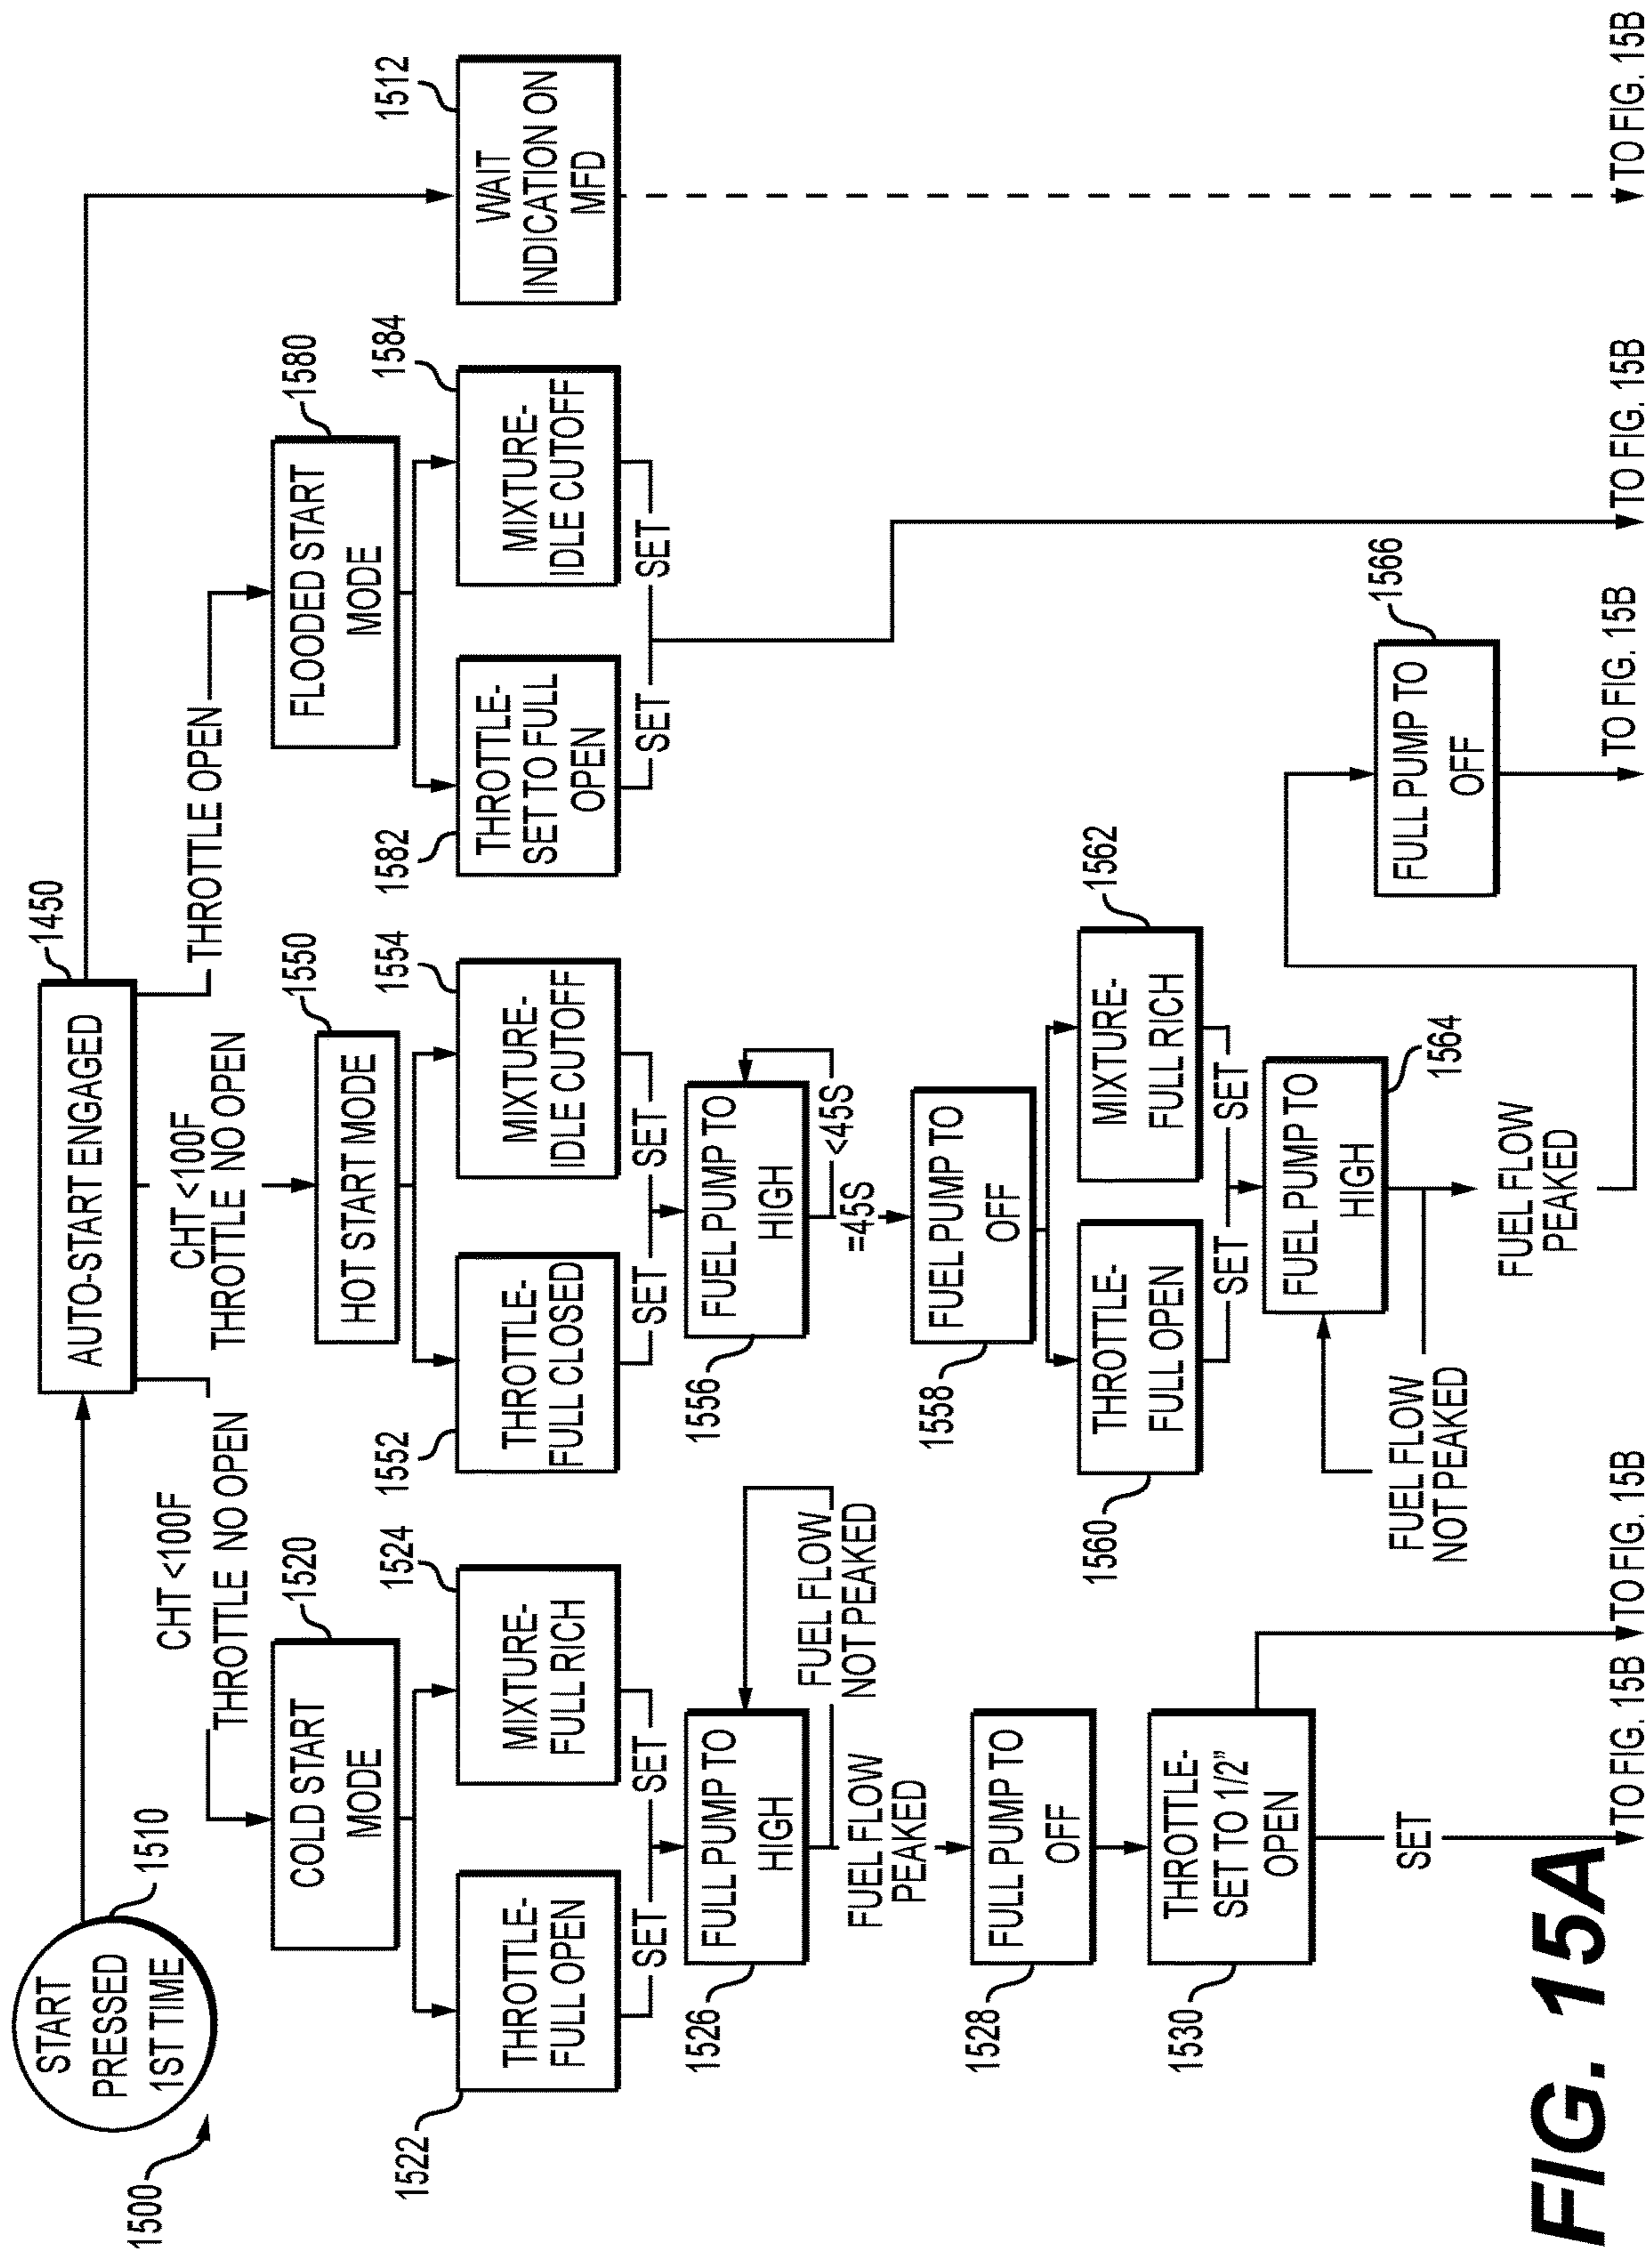 START
PRESSED
1ST TIME
1510
1500
AUTO-START ENGAGED
1450
CHT <100F
THROTTLE NO OPEN
CHT <100F
THROTTLE NO OPEN
THROTTLE OPEN
COLD START
MODE
1520
HOT START MODE
1550
FLOODED START
MODE
1580
WAIT
INDICATION ON
MFD
1512
THROTTLE-
FULL OPEN
1522
MIXTURE-
FULL RICH
1524
THROTTLE-
FULL CLOSED
1552
MIXTURE-
IDLE CUTOFF
1554
THROTTLE-
SET TO FULL
OPEN
1582
MIXTURE-
IDLE CUTOFF
1584
SET
SET
SET
SET
SET
SET
FULL PUMP TO
HIGH
1526
FUEL FLOW
NOT PEAKED
FUEL PUMP TO
HIGH
1556
<45S
=45S
FUEL FLOW
PEAKED
FULL PUMP TO
OFF
1528
FUEL PUMP TO
OFF
1558
THROTTLE-
SET TO 1/2"
OPEN
1530
THROTTLE-
FULL OPEN
1560
MIXTURE-
FULL RICH
1562
SET
SET
FUEL PUMP TO
HIGH
1564
FUEL FLOW
NOT PEAKED
FUEL FLOW
PEAKED
FULL PUMP TO
OFF
1566
SET
TO FIG. 15B
TO FIG. 15B
TO FIG. 15B
TO FIG. 15B
TO FIG. 15B
FIG. 15A